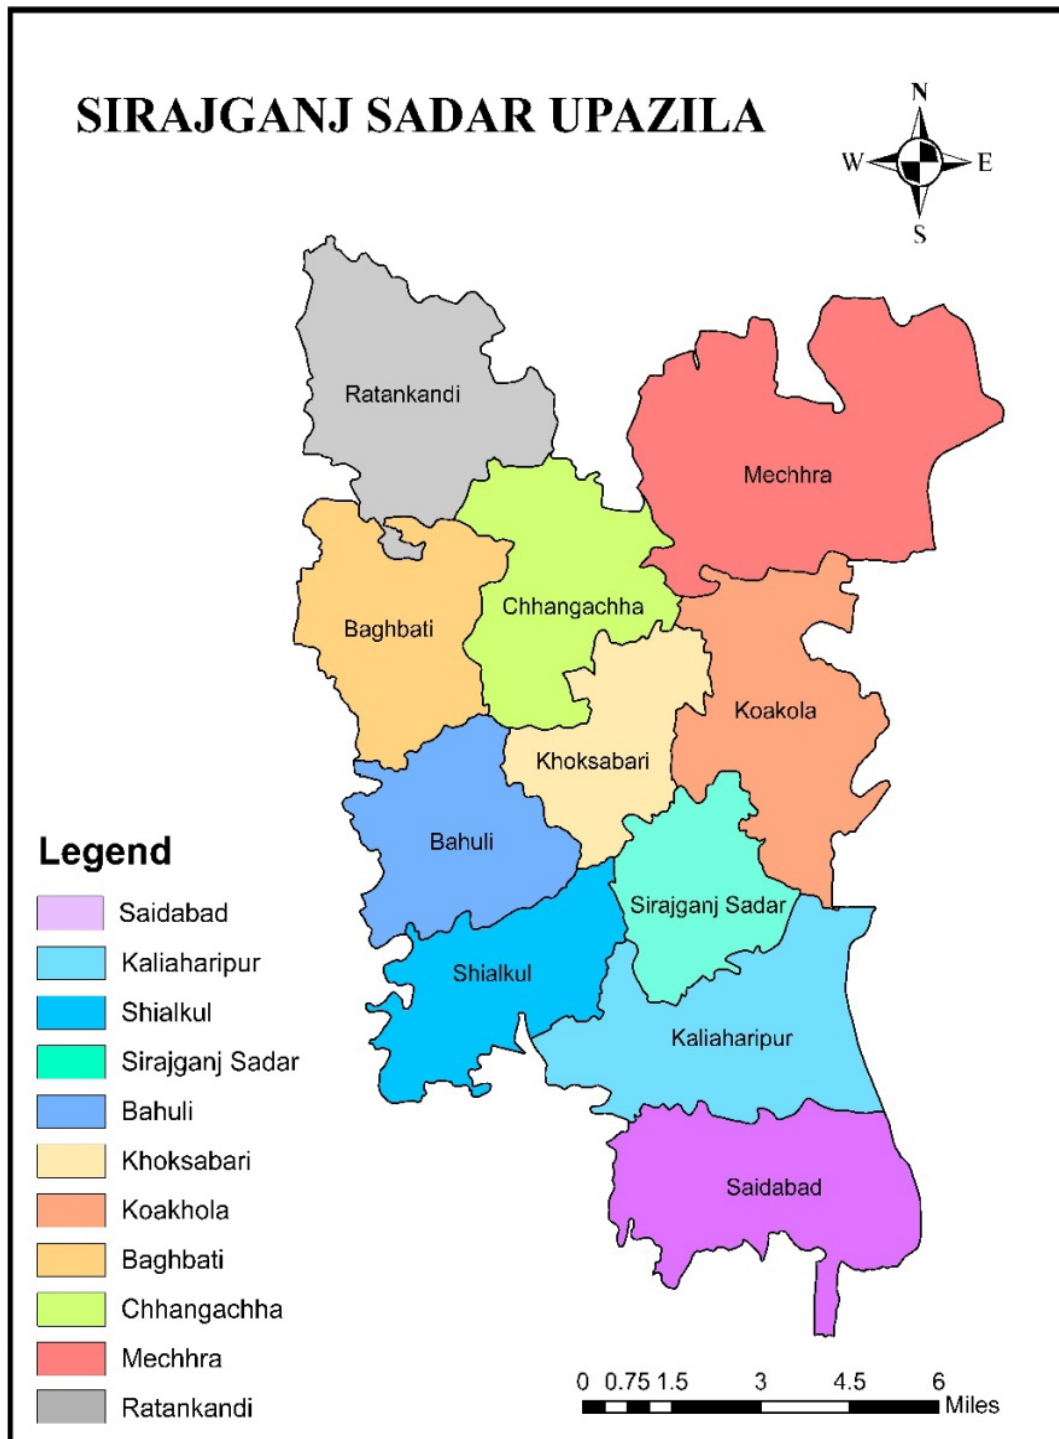 SIRAJGANJ SADAR UPAZILA
N
W E
S
Ratankandi
Mechhra
Chhangachha
Baghbati
Koakola
Khoksabari
Bahuli
Sirajganj Sadar
Shialkul
Kaliaharipur
Saidabad
Legend
Saidabad
Kaliaharipur
Shialkul
Sirajganj Sadar
Bahuli
Khoksabari
Koakhola
Baghbati
Chhangachha
Mechhra
Ratankandi
0 0.75 1.5 3 4.5 6
Miles